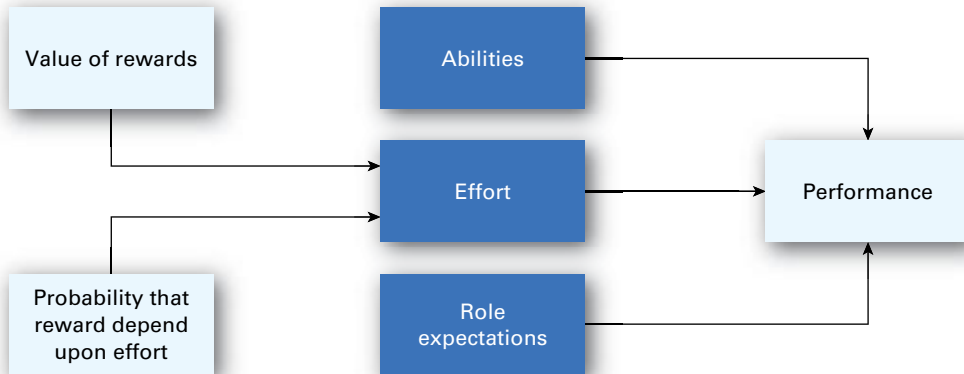 Value of rewards
Abilities
Effort
Performance
Probability that
reward depend
upon effort
Role
expectations